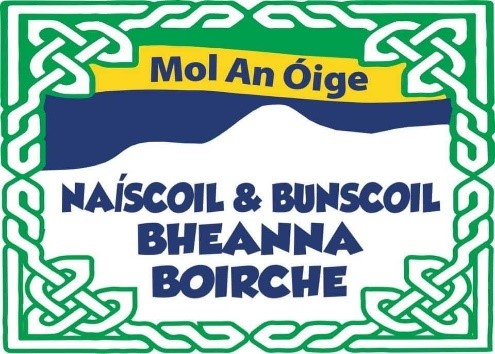 Mol An Óige
NAÍSCOIL & BUNSCOIL
BHEANNA
BOIRCHE